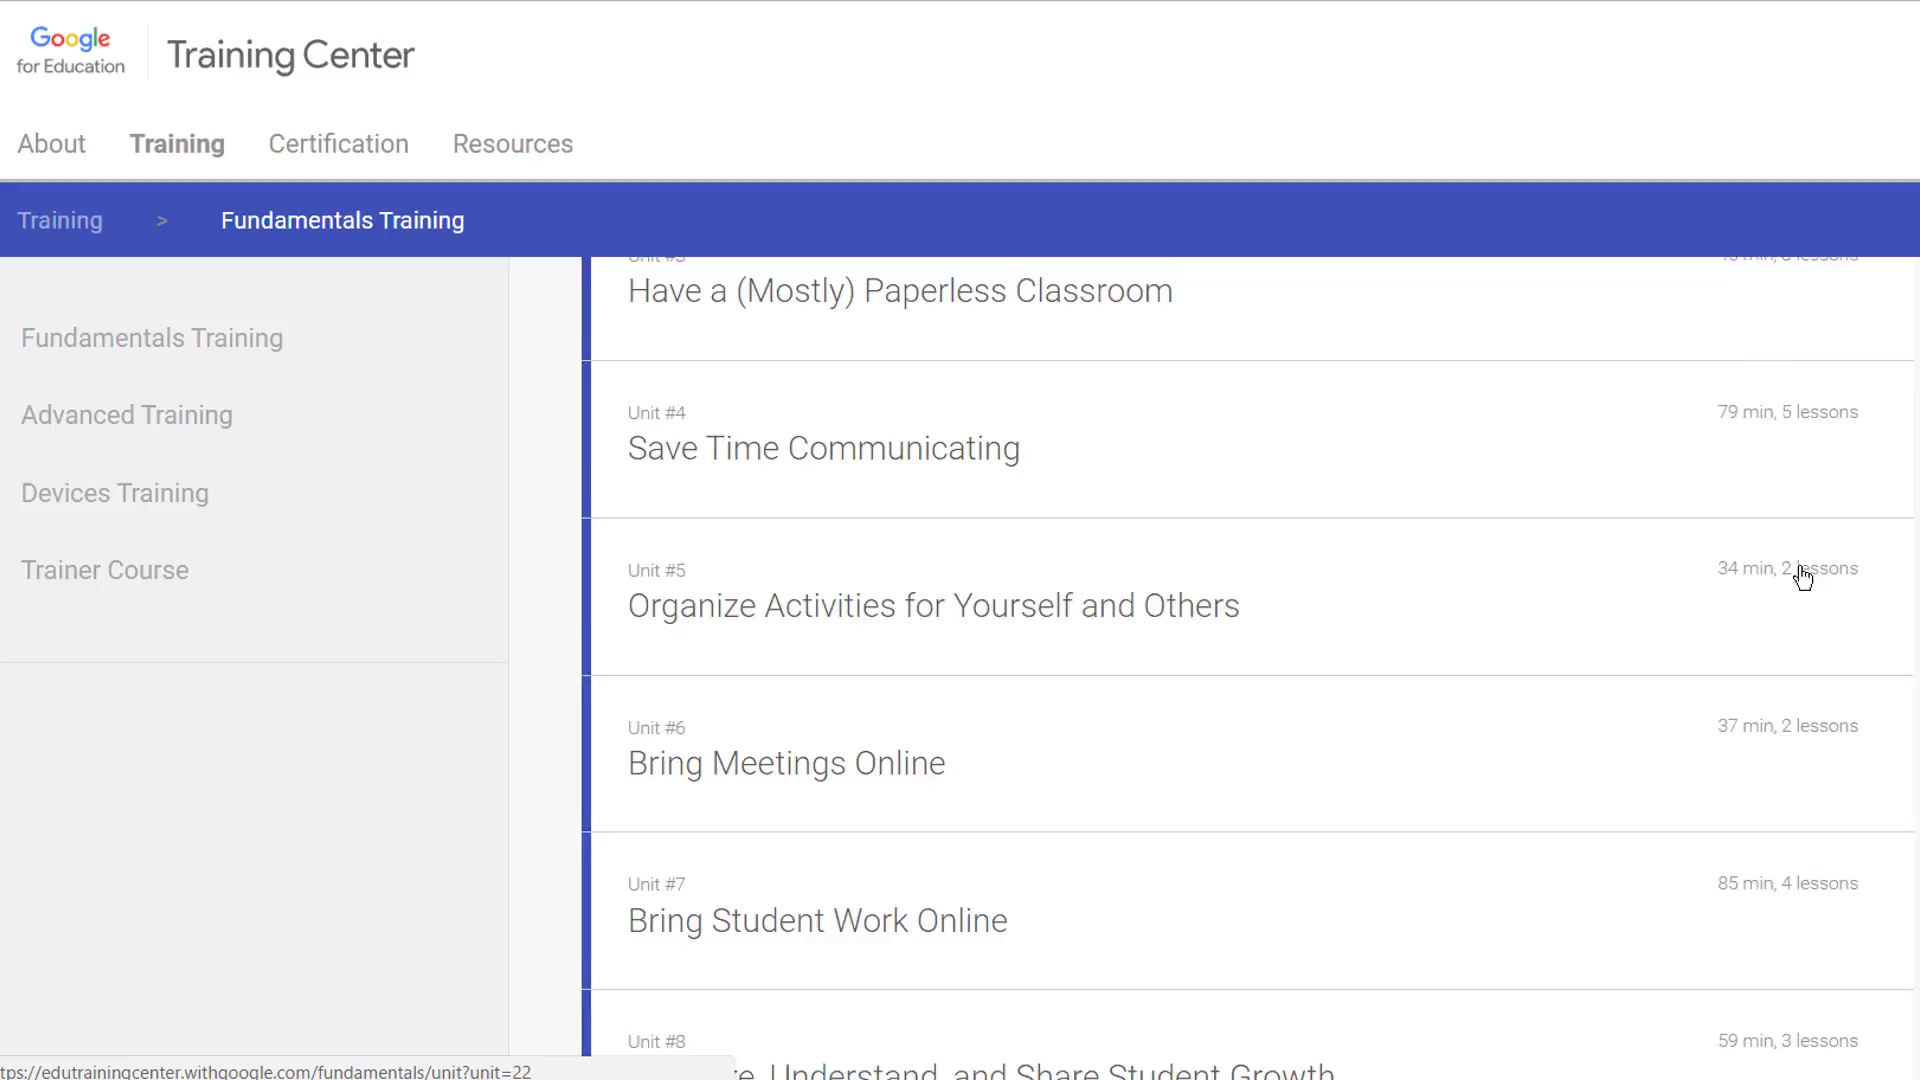 Google
for Education
Training Center
About
Training
Certification
Resources
Training
>
Fundamentals Training
Fundamentals Training
Advanced Training
Devices Training
Trainer Course
Unit #3
Have a (Mostly) Paperless Classroom
Unit #4
79 min, 5 lessons
Save Time Communicating
Unit #5
34 min, 2 lessons
Organize Activities for Yourself and Others
Unit #6
37 min, 2 lessons
Bring Meetings Online
Unit #7
85 min, 4 lessons
Bring Student Work Online
Unit #8
59 min, 3 lessons
Understand, and Share Student Growth
tps://edutrainingcenter.withgoogle.com/fundamentals/unit?unit=22